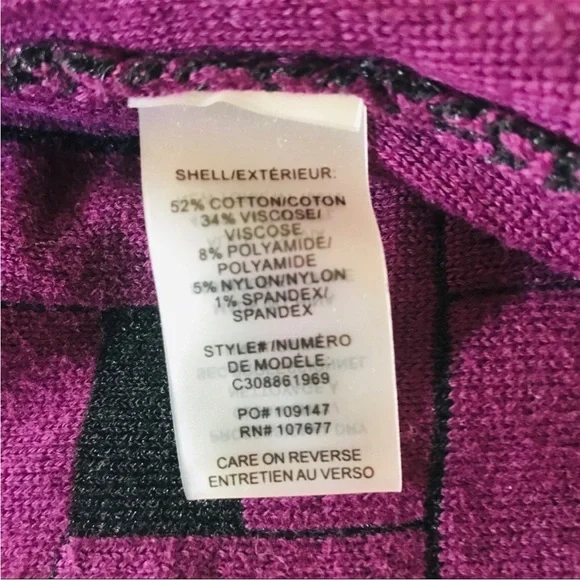 SHELL/EXTÉRIEUR.
52% COTTON/COTON
34% VISCOSE/
VISCOSE
8% POLYAMIDE/
POLYAMIDE
5% NYLON/NYLON
1% SPANDEX/
SPANDEX
STYLE#/NUMÉRO
DE MODÈLE
C308861969
PO# 109147
RN# 107677
CARE ON REVERSE
ENTRETIEN AU VERSO